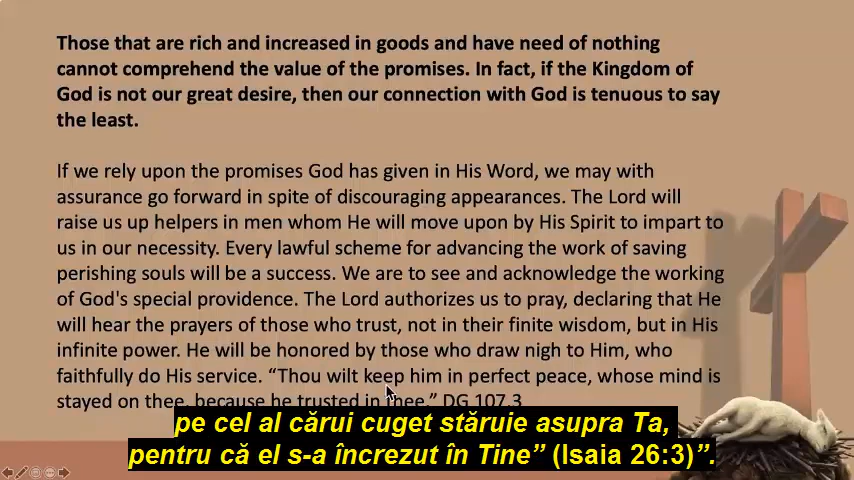 Those that are rich and increased in goods and have need of nothing
cannot comprehend the value of the promises. In fact, if the Kingdom of
God is not our great desire, then our connection with God is tenuous to say
the least.
If we rely upon the promises God has given in His Word, we may with
assurance go forward in spite of discouraging appearances. The Lord will
raise us up helpers in men whom He will move upon by His Spirit to impart to
us in our necessity. Every lawful scheme for advancing the work of saving
perishing souls will be a success. We are to see and acknowledge the working
of God's special providence. The Lord authorizes us to pray, declaring that He
will hear the prayers of those who trust, not in their finite wisdom, but in His
infinite power. He will be honored by those who draw nigh to Him, who
faithfully do His service. “Thou wilt keep him in perfect peace, whose mind is
stayed on thee, because he trusted in thee.” DG 107.3
pe cel al cărui cuget stăruie asupra Ta,
pentru că el s-a încrezut în Tine” (Isaia 26:3)”.